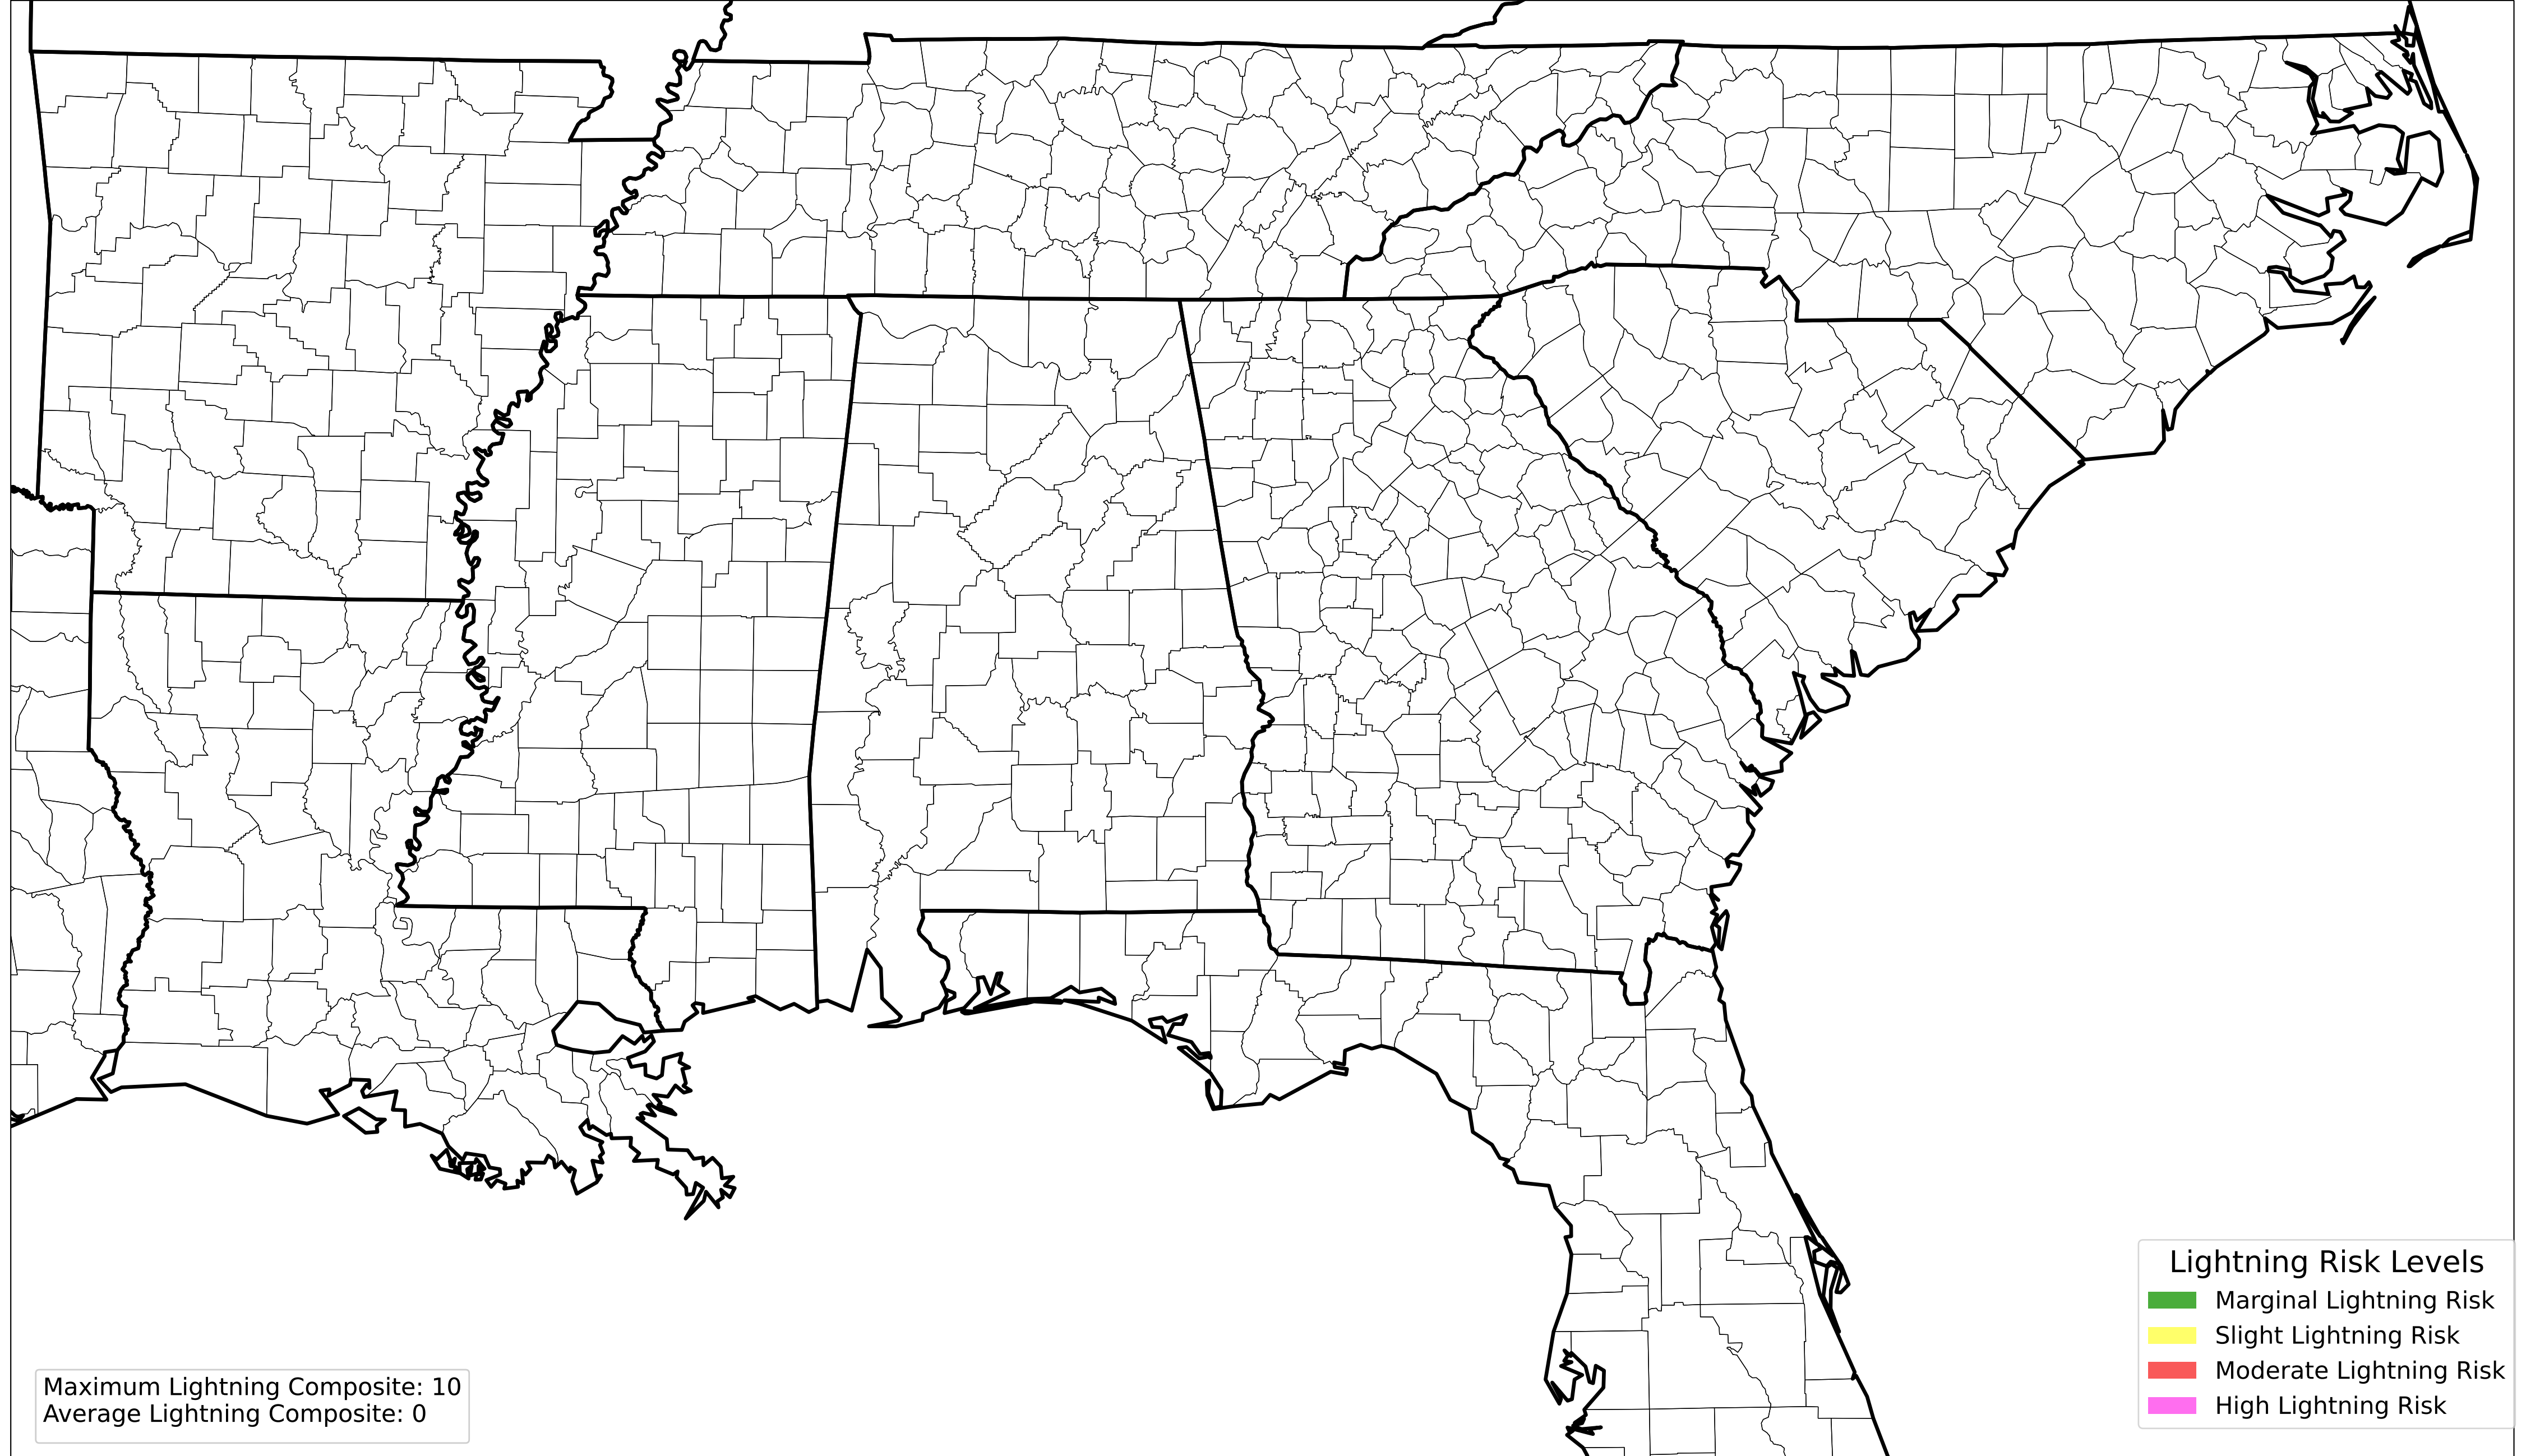 Lightning Risk Levels
Marginal Lightning Risk
Slight Lightning Risk
Moderate Lightning Risk
High Lightning Risk
Maximum Lightning Composite: 10
Average Lightning Composite: 0